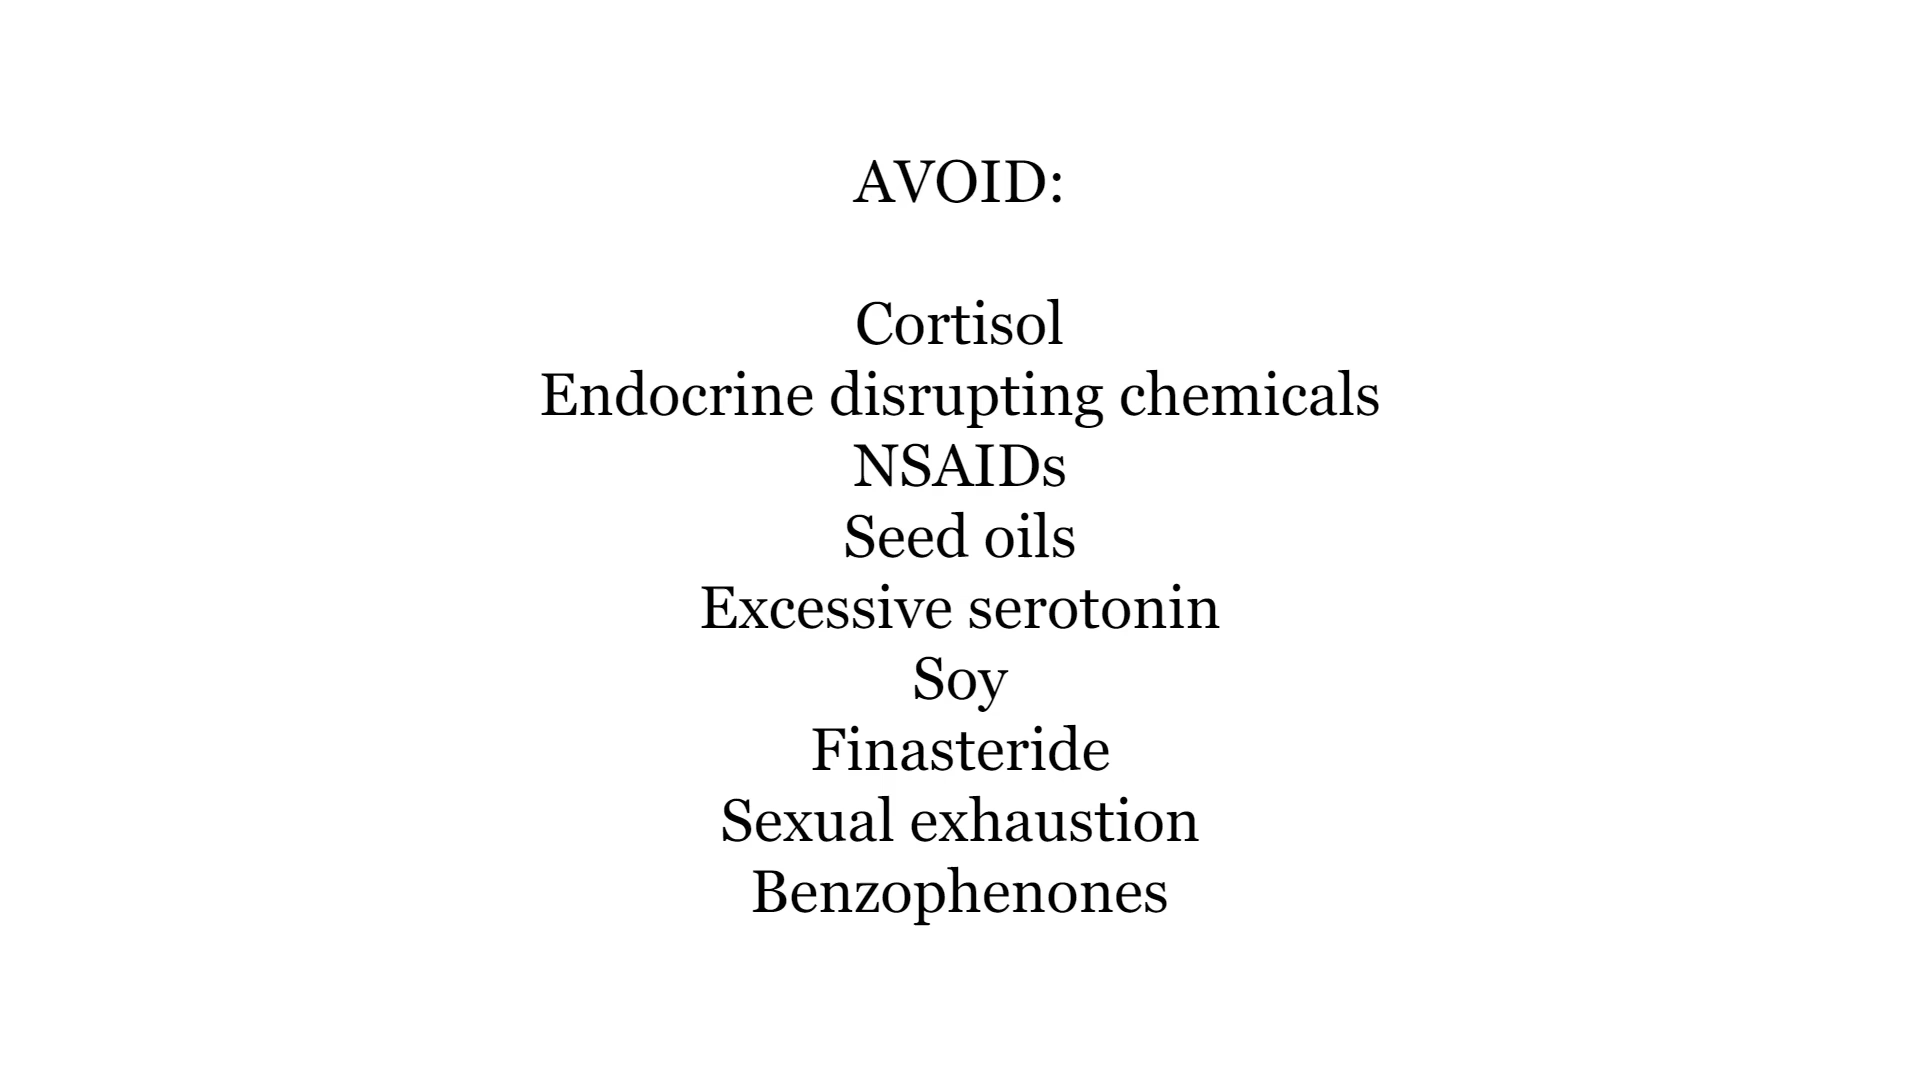 AVOID:
Cortisol
Endocrine disrupting chemicals
NSAIDs
Seed oils
Excessive serotonin
Soy
Finasteride
Sexual exhaustion
Benzophenones